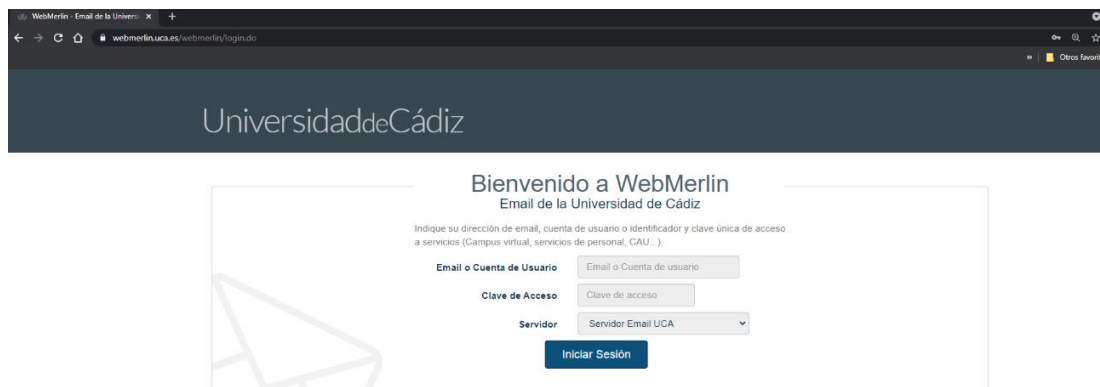 WebMerlin - Email de la Universi
webmerlin.uca.es/webmerlin/login.do
Otros favorit
UniversidaddeCádiz
Bienvenido a WebMerlin
Email de la Universidad de Cádiz
Indique su dirección de email, cuenta de usuario o identificador y clave única de acceso
a servicios (Campus virtual, servicios de personal, CAU...).
Email o Cuenta de Usuario Email o Cuenta de usuario
Clave de Acceso Clave de acceso
Servidor Servidor Email UCA
Iniciar Sesión